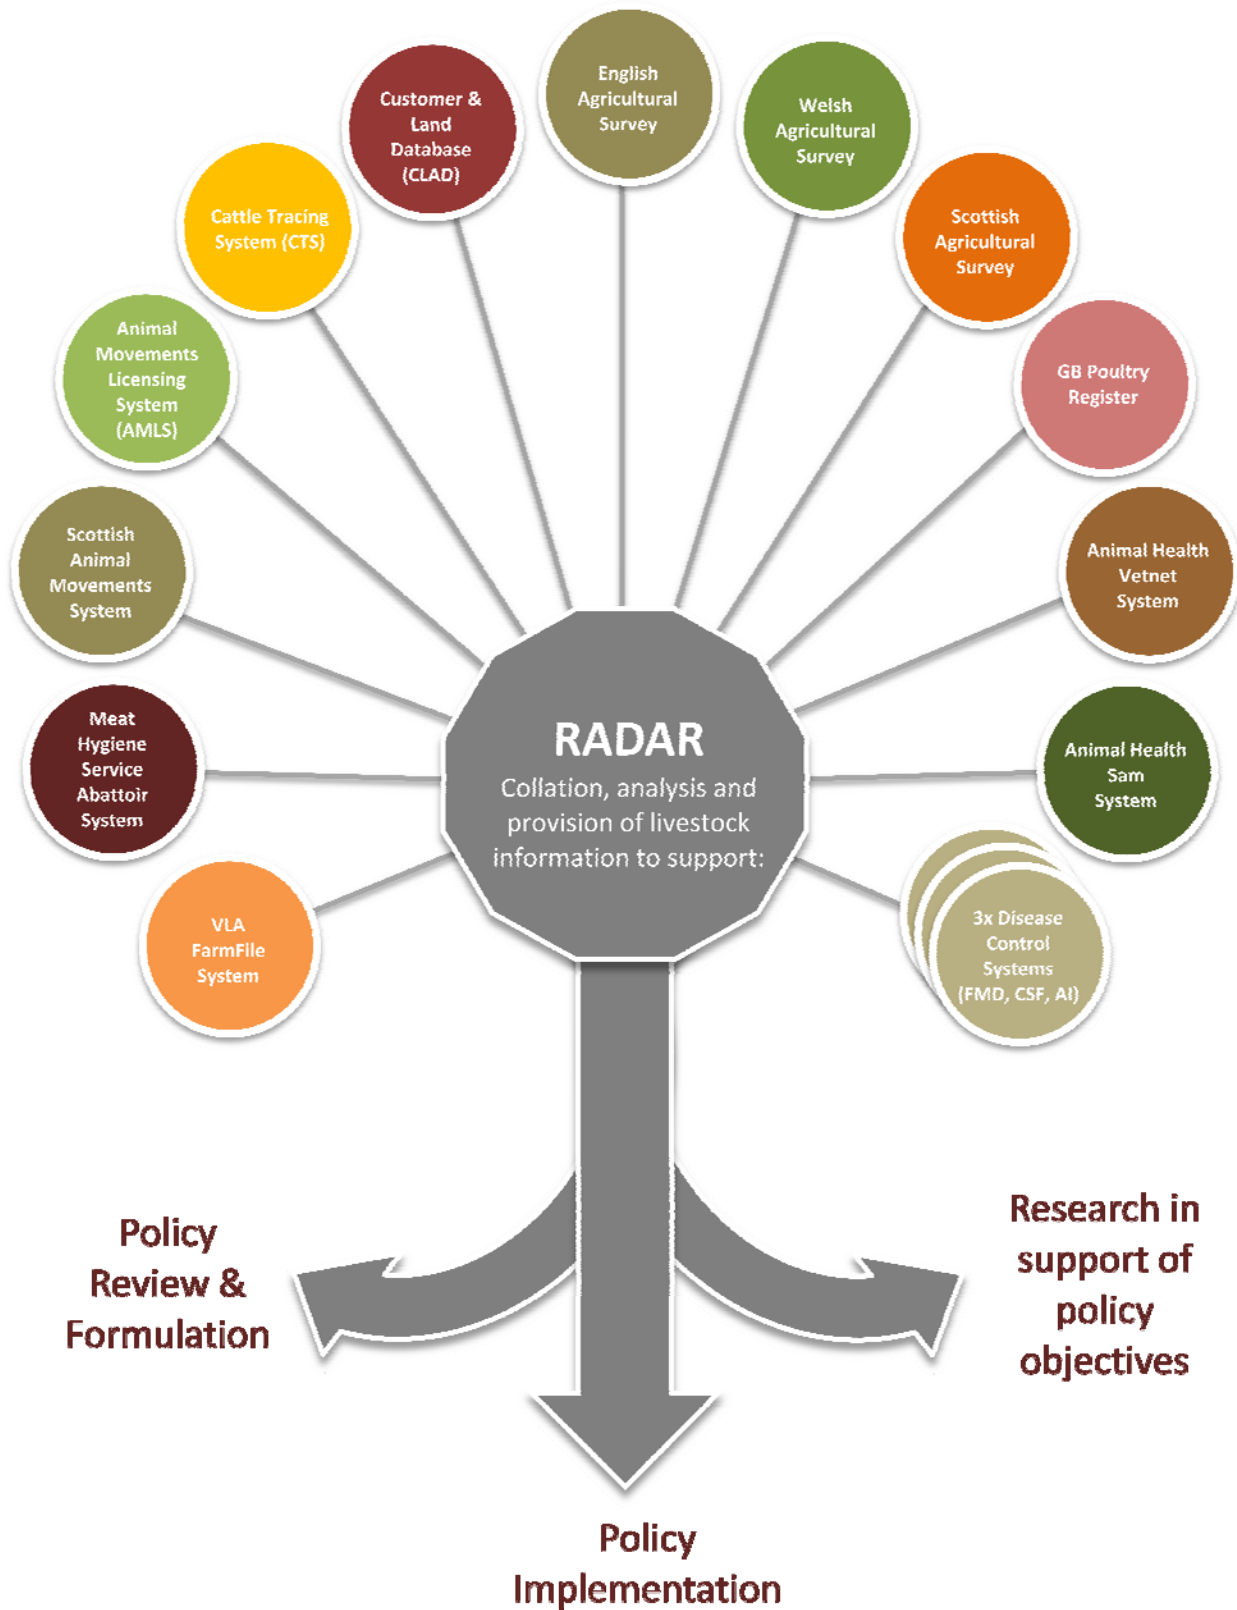 English
Agricultural
Survey
Customer &
Land
Database
(CLAD)
Welsh
Agricultural
Survey
Cattle Tracing
System (CTS)
Scottish
Agricultural
Survey
Animal
Movements
Licensing
System
(AMLS)
GB Poultry
Register
Scottish
Animal
Movements
System
Animal Health
Vetnet
System
Meat
Hygiene
Service
Abattoir
System
Animal Health
Sam
System
VLA
FarmFile
System
3x Disease
Control
Systems
(FMD, CSF, AI)
RADAR
Collation, analysis and
provision of livestock
information to support:
Policy
Review &
Formulation
Research in
support of
policy
objectives
Policy
Implementation